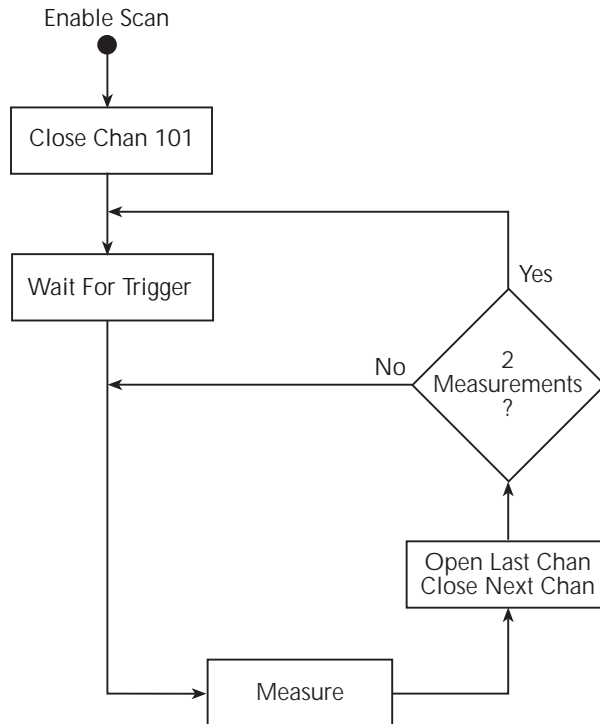 Enable Scan
Close Chan 101
Wait For Trigger
Yes
No
2
Measurements
?
Open Last Chan
Close Next Chan
Measure